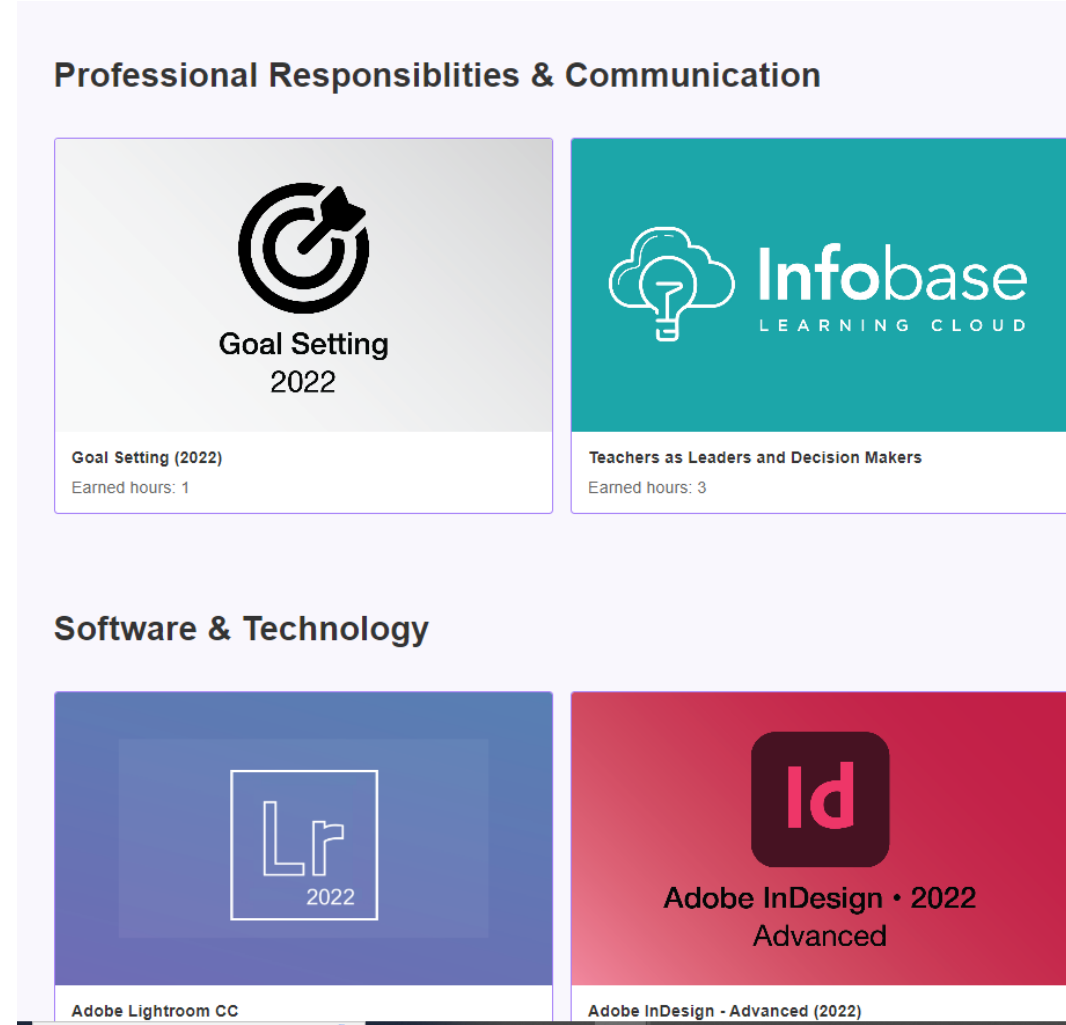 Professional Responsiblities & Communication
Goal Setting
2022
Infobase
LEARNING CLOUD
Goal Setting (2022)
Earned hours: 1
Teachers as Leaders and Decision Makers
Earned hours: 3
Software & Technology
Lr
2022
Id
Adobe InDesign • 2022
Advanced
Adobe Lightroom CC
Adobe InDesign - Advanced (2022)